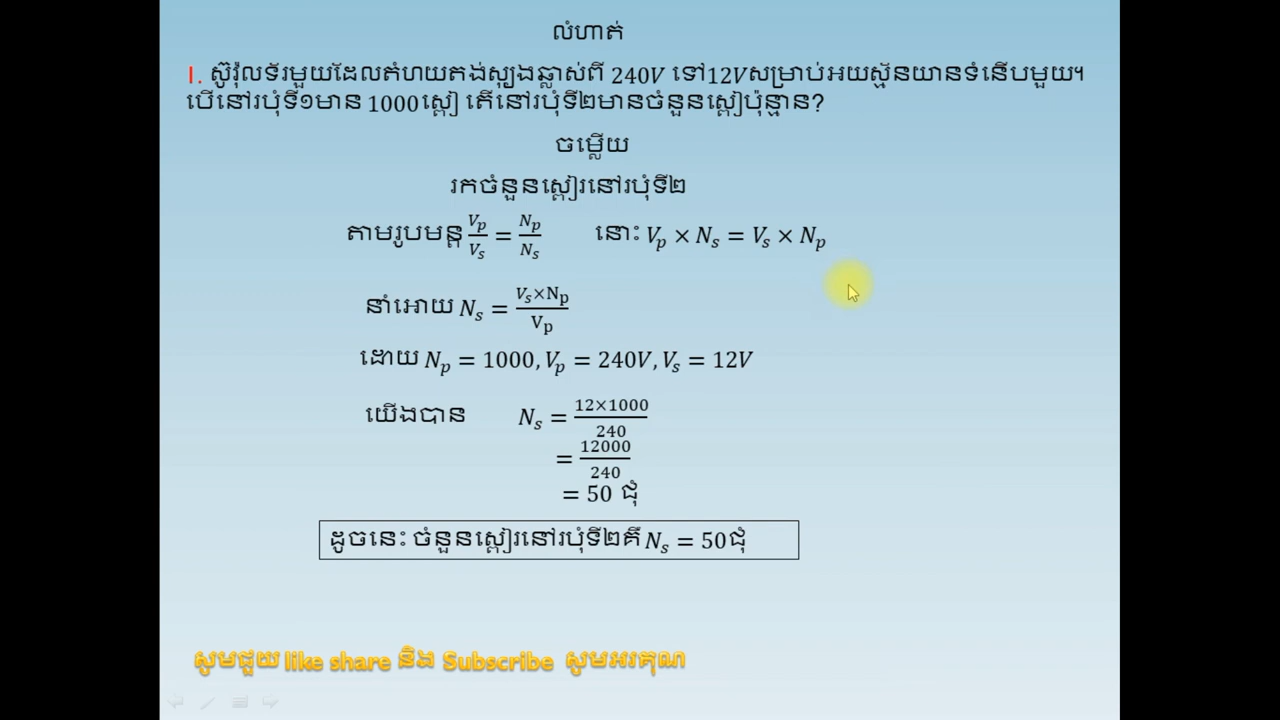 លំហាត់
1. ស៊ូវ៉ុលទ័រមួយដែលតំហយតង់ស្យុងឆ្លាស់ពី 240V ទៅ12Vសម្រាប់អយស្ម័នយានទំនើបមួយ។
បើនៅរបុំទី១មាន 1000ស្ពៀ តើនៅរបុំទី២មានចំនួនស្ពៀប៉ុន្មាន?
ចម្លើយ
រកចំនួនស្ពៀរនៅរបុំទី២
តាមរូបមន្ត Vp/Vs = Np/Ns នោះ Vp × Ns = Vs × Np
នាំអោយ Ns = Vs×Np/Vp
ដោយ Np = 1000, Vp = 240V, Vs = 12V
យើងបាន Ns = 12×1000/240
= 12000/240
= 50 ជុំ
ដូចនេះ ចំនួនស្ពៀរនៅរបុំទី២គឺ Ns = 50ជុំ
សូមជួយ like share និង Subscribe សូមអរគុណ